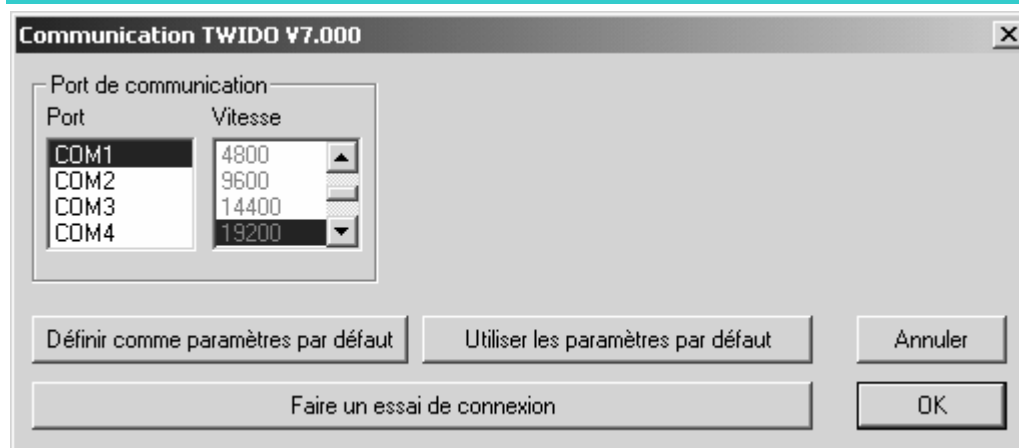 Communication TWIDO V7.000
Port de communication
Port Vitesse
COM1 4800
COM2 9600
COM3 14400
COM4 19200
Définir comme paramètres par défaut Utiliser les paramètres par défaut Annuler
Faire un essai de connexion OK